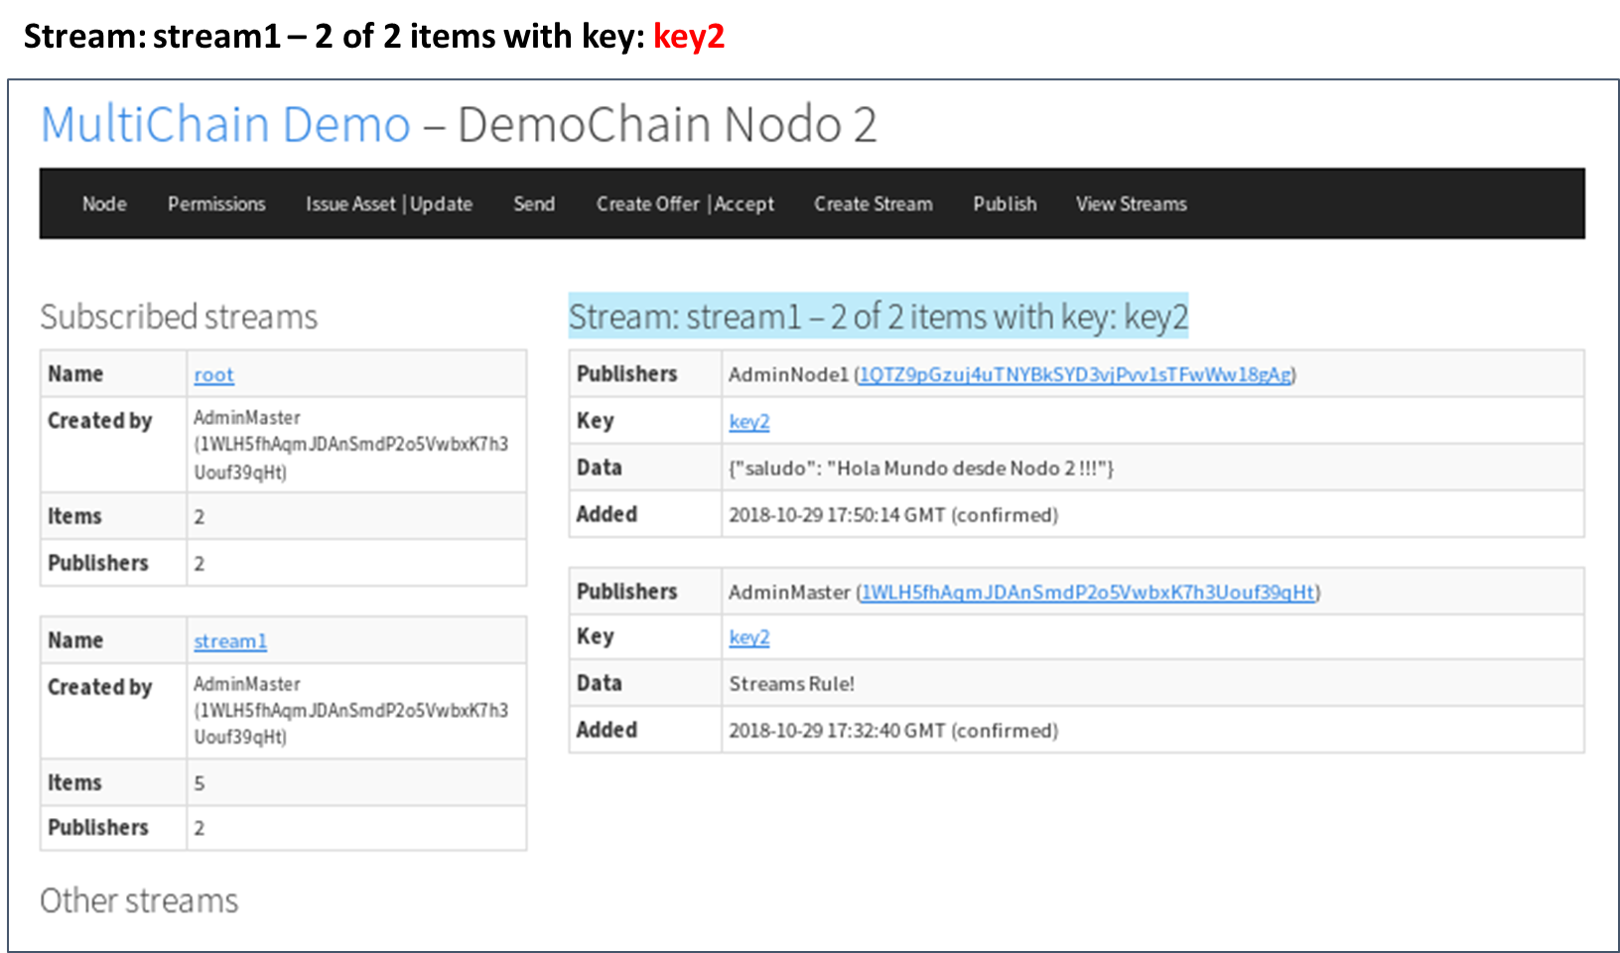 Stream: stream1 – 2 of 2 items with key: key2
MultiChain Demo – DemoChain Nodo 2
Node Permissions Issue Asset | Update Send Create Offer | Accept Create Stream Publish View Streams
Subscribed streams
Name root
Created by AdminMaster
(1WLH5fhAqmJDAnSmdP2o5VwbxK7h3
Uouf39qHt)
Items 2
Publishers 2
Name stream1
Created by AdminMaster
(1WLH5fhAqmJDAnSmdP2o5VwbxK7h3
Uouf39qHt)
Items 5
Publishers 2
Other streams
Stream: stream1 – 2 of 2 items with key: key2
Publishers AdminNode1 (1QTZ9pGzuj4uTNYBkSYD3vjPvv1sTFwWw18gAg)
Key key2
Data {"saludo": "Hola Mundo desde Nodo 2 !!!"}
Added 2018-10-29 17:50:14 GMT (confirmed)
Publishers AdminMaster (1WLH5fhAqmJDAnSmdP2o5VwbxK7h3Uouf39qHt)
Key key2
Data Streams Rule!
Added 2018-10-29 17:32:40 GMT (confirmed)